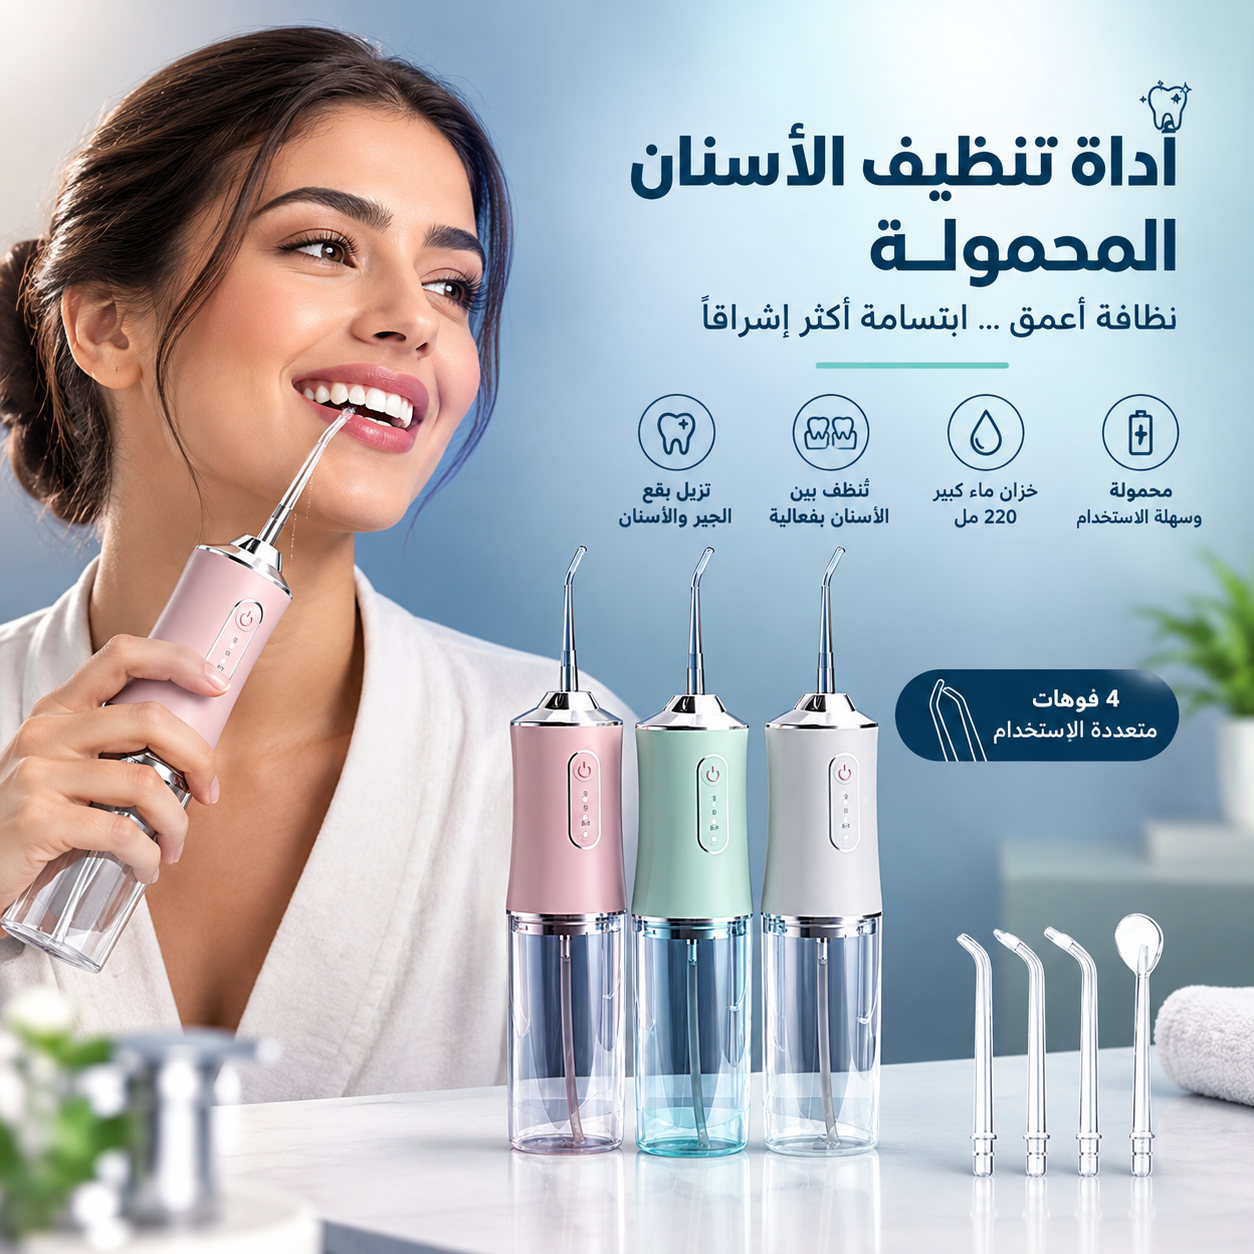 أداة تنظيف الأسنان
المحمولـة
نظافة أعمق ... ابتسامة أكثر إشراقاً
محمولة
وسهلة الاستخدام
خزان ماء كبير
220 مل
تُنظف بين
الأسنان بفعالية
تزيل بقع
الجير والأسنان
4 فوهات
متعددة الإستخدام